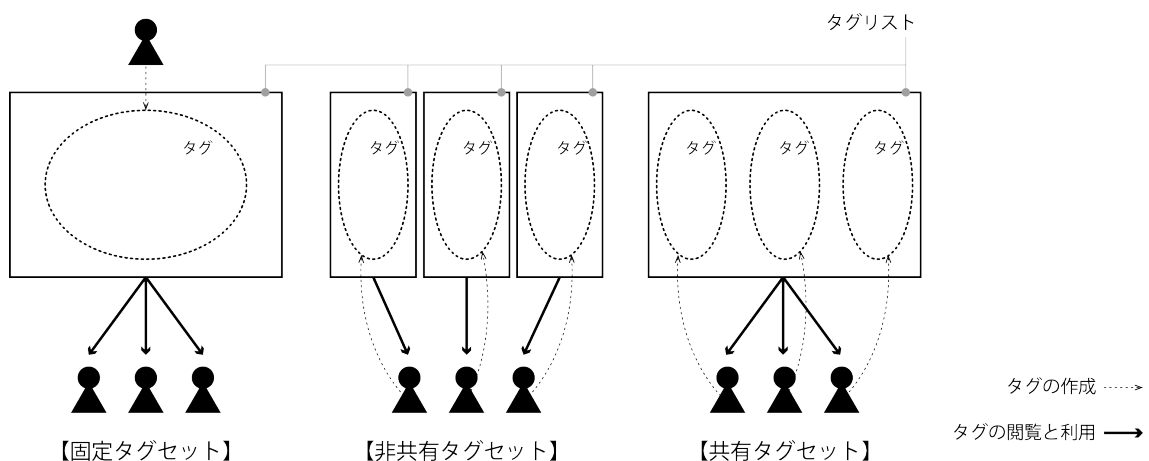 タグリスト
タグ
タグ
タグ
タグ
タグ
タグ
タグ
タグの作成
タグの閲覧と利用
【固定タグセット】
【非共有タグセット】
【共有タグセット】